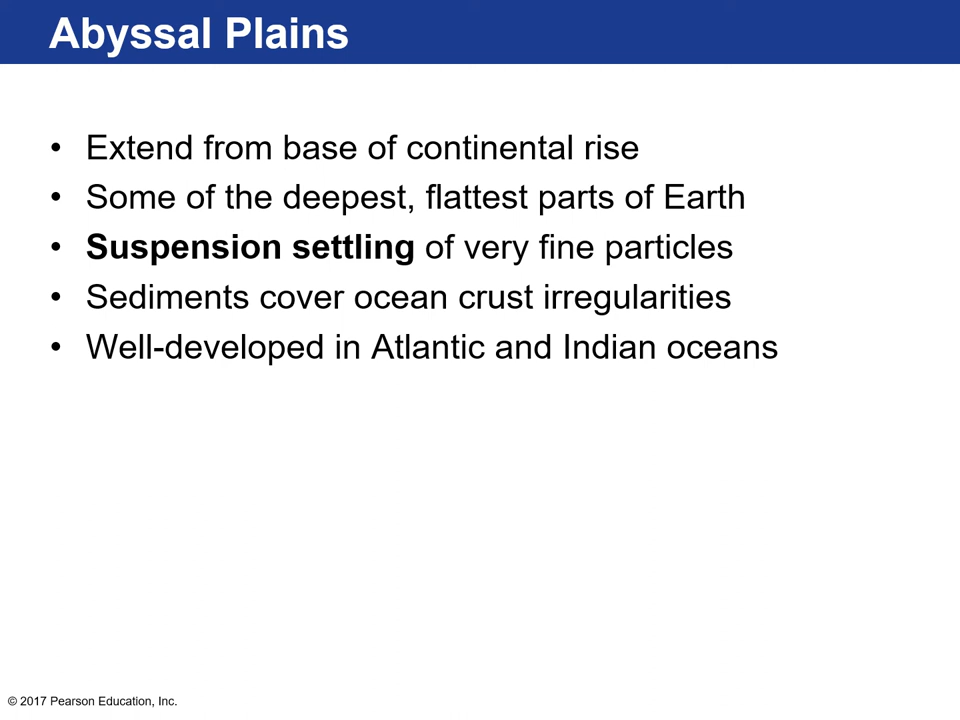 Abyssal Plains
• Extend from base of continental rise
• Some of the deepest, flattest parts of Earth
• Suspension settling of very fine particles
• Sediments cover ocean crust irregularities
• Well-developed in Atlantic and Indian oceans
© 2017 Pearson Education, Inc.